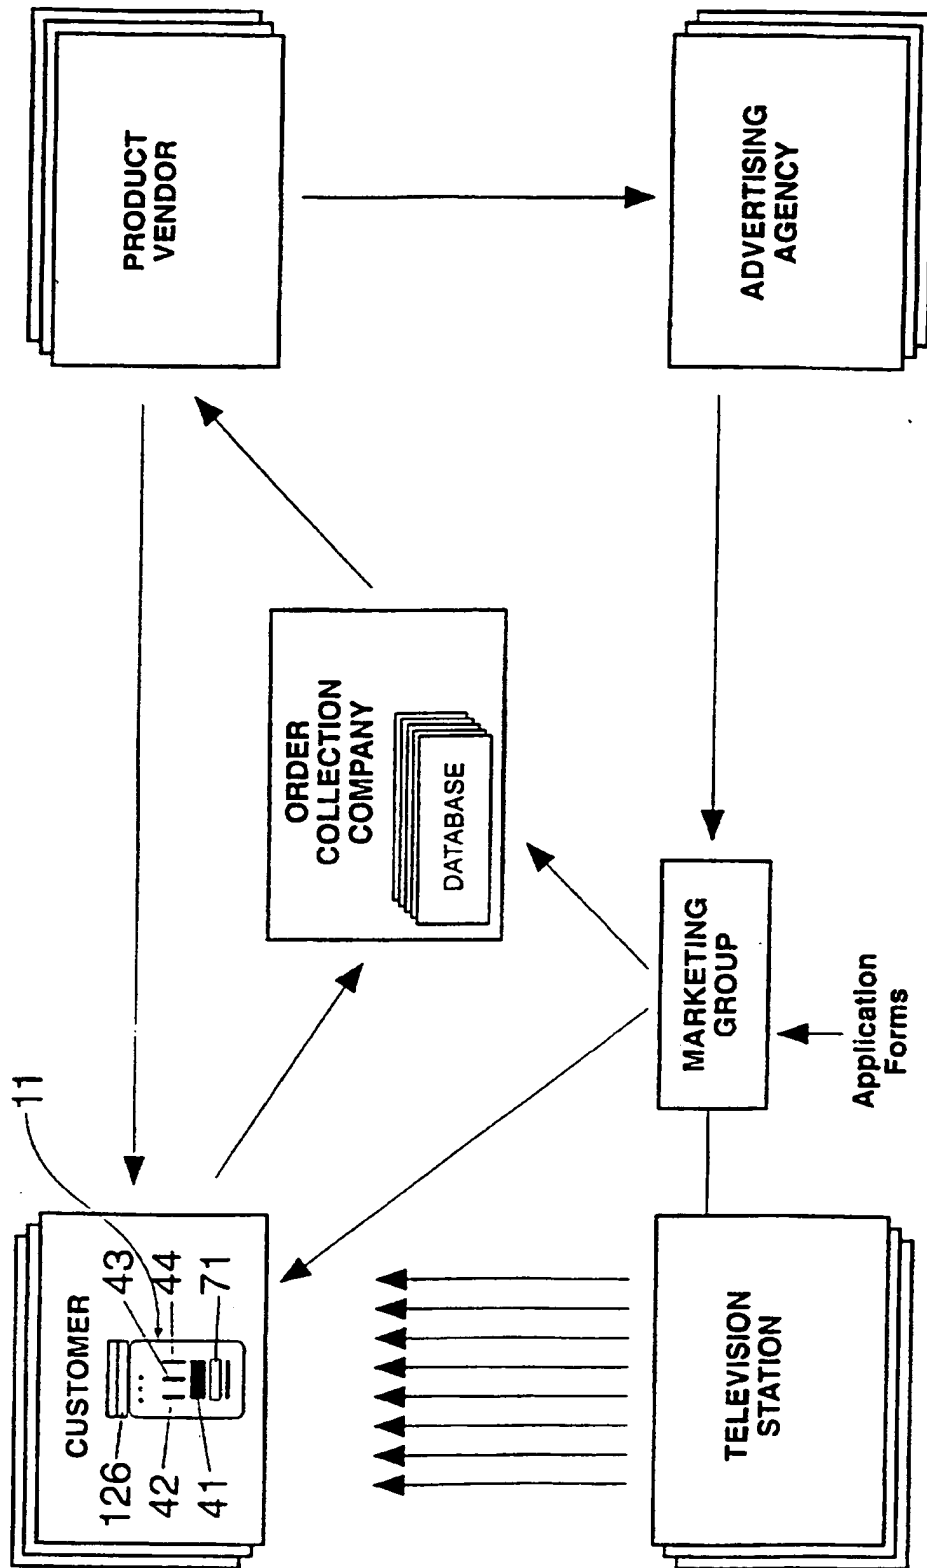 CUSTOMER
11
126
42
41
43
44
71
PRODUCT
VENDOR
ORDER
COLLECTION
COMPANY
DATABASE
TELEVISION
STATION
MARKETING
GROUP
Application
Forms
ADVERTISING
AGENCY